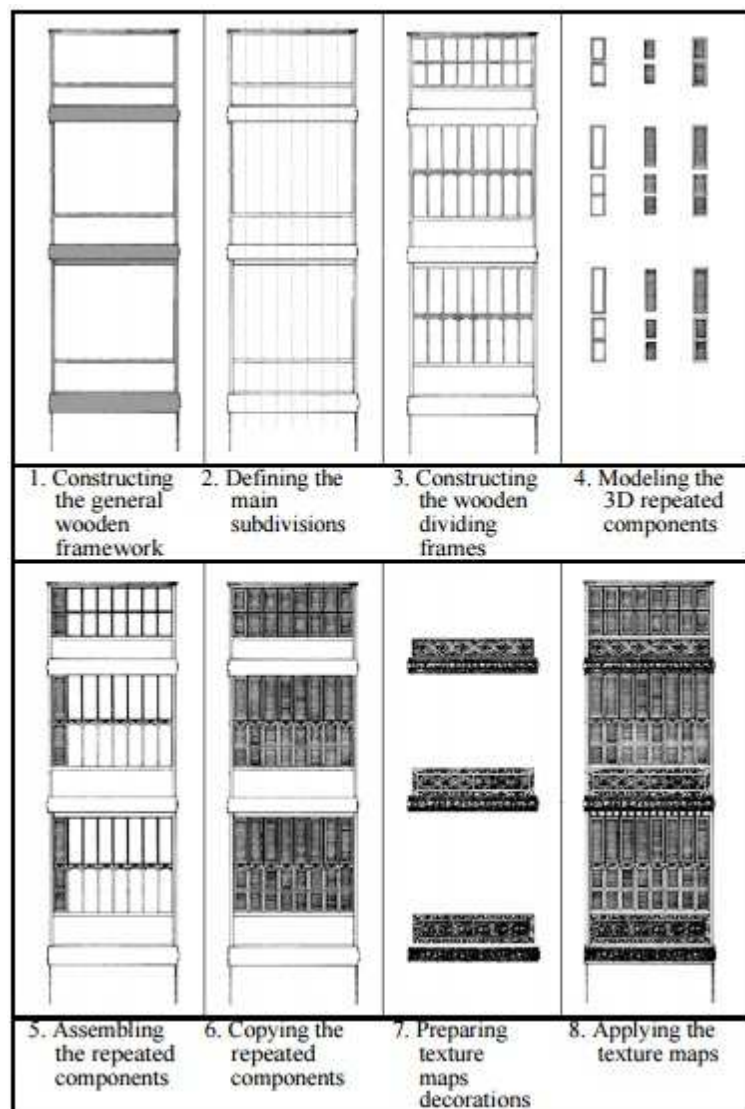 1. Constructing
the general
wooden
framework
2. Defining the
main
subdivisions
3. Constructing
the wooden
dividing
frames
4. Modeling the
3D repeated
components
5. Assembling
the repeated
components
6. Copying the
repeated
components
7. Preparing
texture
maps
decorations
8. Applying the
texture maps